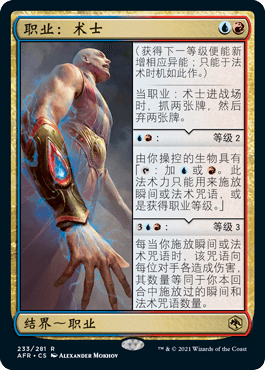 职业：术士
（获得下一等级便能新
增相应异能；只能于法
术时机如此作。）
当职业：术士进战场
时，抓两张牌，然后
弃两张牌。
：　等级 2
由你操控的生物具有
「：加或。此
法术力只能用来施放
瞬间或法术咒语，或
是获得职业等级。」
3：　等级 3
每当你施放瞬间或法
术咒语时，该咒语向
每位对手各造成伤害，
其数量等同于你本回
合中施放过的瞬间和
法术咒语数量。
结界～职业
233/281 R
AFR • CS ALEXANDER MOKHOV
™ & © 2021 Wizards of the Coast